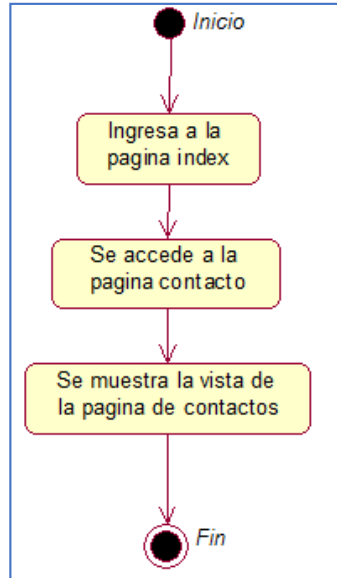 Inicio
Ingresa a la
pagina index
Se accede a la
pagina contacto
Se muestra la vista de
la pagina de contactos
Fin